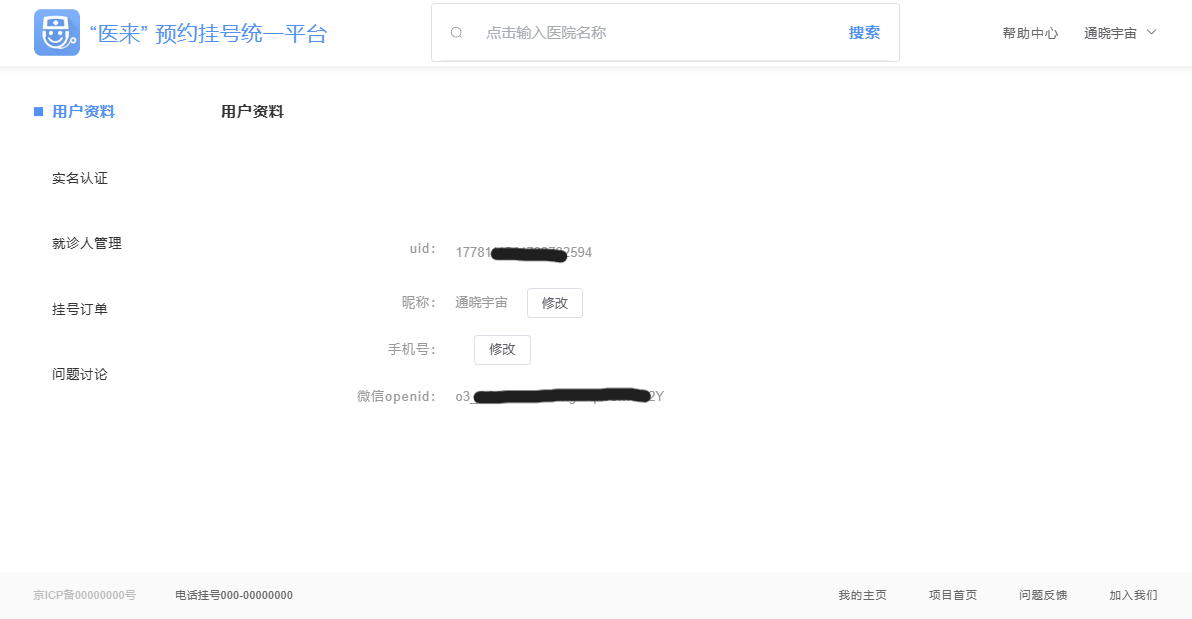 “医来” 预约挂号统一平台
点击输入医院名称
搜索
帮助中心
通晓宇宙
用户资料
用户资料
实名认证
就诊人管理
挂号订单
问题讨论
uid：
17781 2594
昵称： 通晓宇宙 修改
手机号： 修改
微信openid： o3_ 2Y
京ICP备00000000号
电话挂号000-00000000
我的主页
项目首页
问题反馈
加入我们